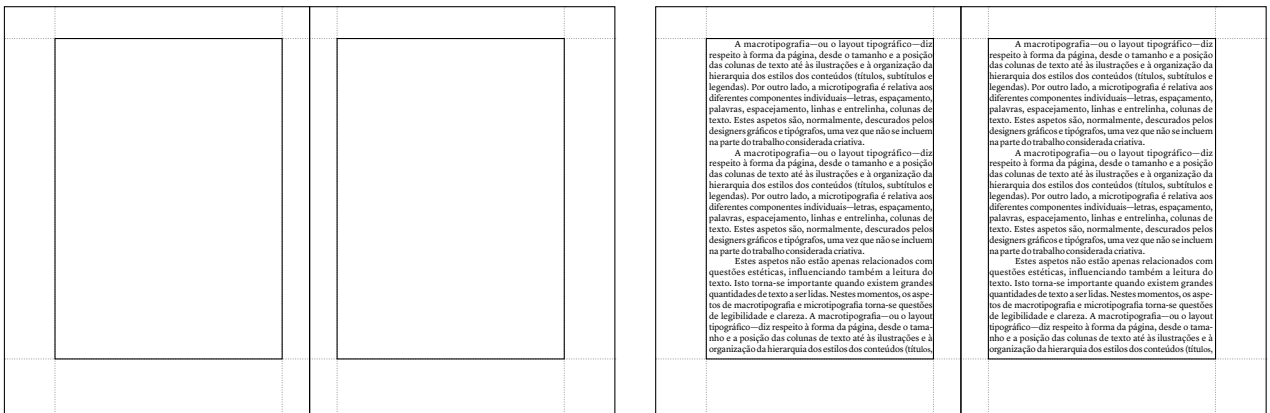 A macrotipografia—ou o layout tipográfico—diz
respeito à forma da página, desde o tamanho e a posição
das colunas de texto até às ilustrações e à organização da
hierarquia dos estilos dos conteúdos (títulos, subtítulos e
legendas). Por outro lado, a microtipografia é relativa aos
diferentes componentes individuais—letras, espaçamento,
palavras, espacejamento, linhas e entrelinha, colunas de
texto. Estes aspetos são, normalmente, descurados pelos
designers gráficos e tipógrafos, uma vez que não se incluem
na parte do trabalho considerada criativa.
A macrotipografia—ou o layout tipográfico—diz
respeito à forma da página, desde o tamanho e a posição
das colunas de texto até às ilustrações e à organização da
hierarquia dos estilos dos conteúdos (títulos, subtítulos e
legendas). Por outro lado, a microtipografia é relativa aos
diferentes componentes individuais—letras, espaçamento,
palavras, espacejamento, linhas e entrelinha, colunas de
texto. Estes aspetos são, normalmente, descurados pelos
designers gráficos e tipógrafos, uma vez que não se incluem
na parte do trabalho considerada criativa.
Estes aspetos não estão apenas relacionados com
questões estéticas, influenciando também a leitura do
texto. Isto torna-se importante quando existem grandes
quantidades de texto a ser lidas. Nestes momentos, os aspe-
tos de macrotipografia e microtipografia torna-se questões
de legibilidade e clareza. A macrotipografia—ou o layout
tipográfico—diz respeito à forma da página, desde o tama-
nho e a posição das colunas de texto até às ilustrações e à
organização da hierarquia dos estilos dos conteúdos (títulos,
A macrotipografia—ou o layout tipográfico—diz
respeito à forma da página, desde o tamanho e a posição
das colunas de texto até às ilustrações e à organização da
hierarquia dos estilos dos conteúdos (títulos, subtítulos e
legendas). Por outro lado, a microtipografia é relativa aos
diferentes componentes individuais—letras, espaçamento,
palavras, espacejamento, linhas e entrelinha, colunas de
texto. Estes aspetos são, normalmente, descurados pelos
designers gráficos e tipógrafos, uma vez que não se incluem
na parte do trabalho considerada criativa.
A macrotipografia—ou o layout tipográfico—diz
respeito à forma da página, desde o tamanho e a posição
das colunas de texto até às ilustrações e à organização da
hierarquia dos estilos dos conteúdos (títulos, subtítulos e
legendas). Por outro lado, a microtipografia é relativa aos
diferentes componentes individuais—letras, espaçamento,
palavras, espacejamento, linhas e entrelinha, colunas de
texto. Estes aspetos são, normalmente, descurados pelos
designers gráficos e tipógrafos, uma vez que não se incluem
na parte do trabalho considerada criativa.
Estes aspetos não estão apenas relacionados com
questões estéticas, influenciando também a leitura do
texto. Isto torna-se importante quando existem grandes
quantidades de texto a ser lidas. Nestes momentos, os aspe-
tos de macrotipografia e microtipografia torna-se questões
de legibilidade e clareza. A macrotipografia—ou o layout
tipográfico—diz respeito à forma da página, desde o tama-
nho e a posição das colunas de texto até às ilustrações e à
organização da hierarquia dos estilos dos conteúdos (títulos,